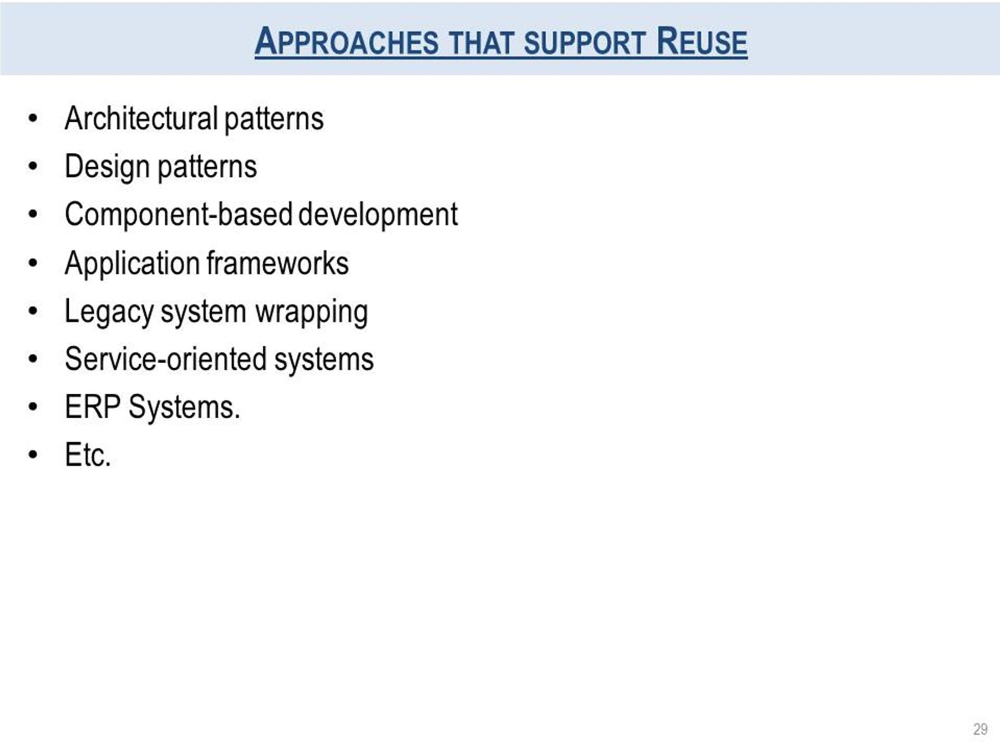 Approaches that support Reuse
• Architectural patterns
• Design patterns
• Component-based development
• Application frameworks
• Legacy system wrapping
• Service-oriented systems
• ERP Systems.
• Etc.
29